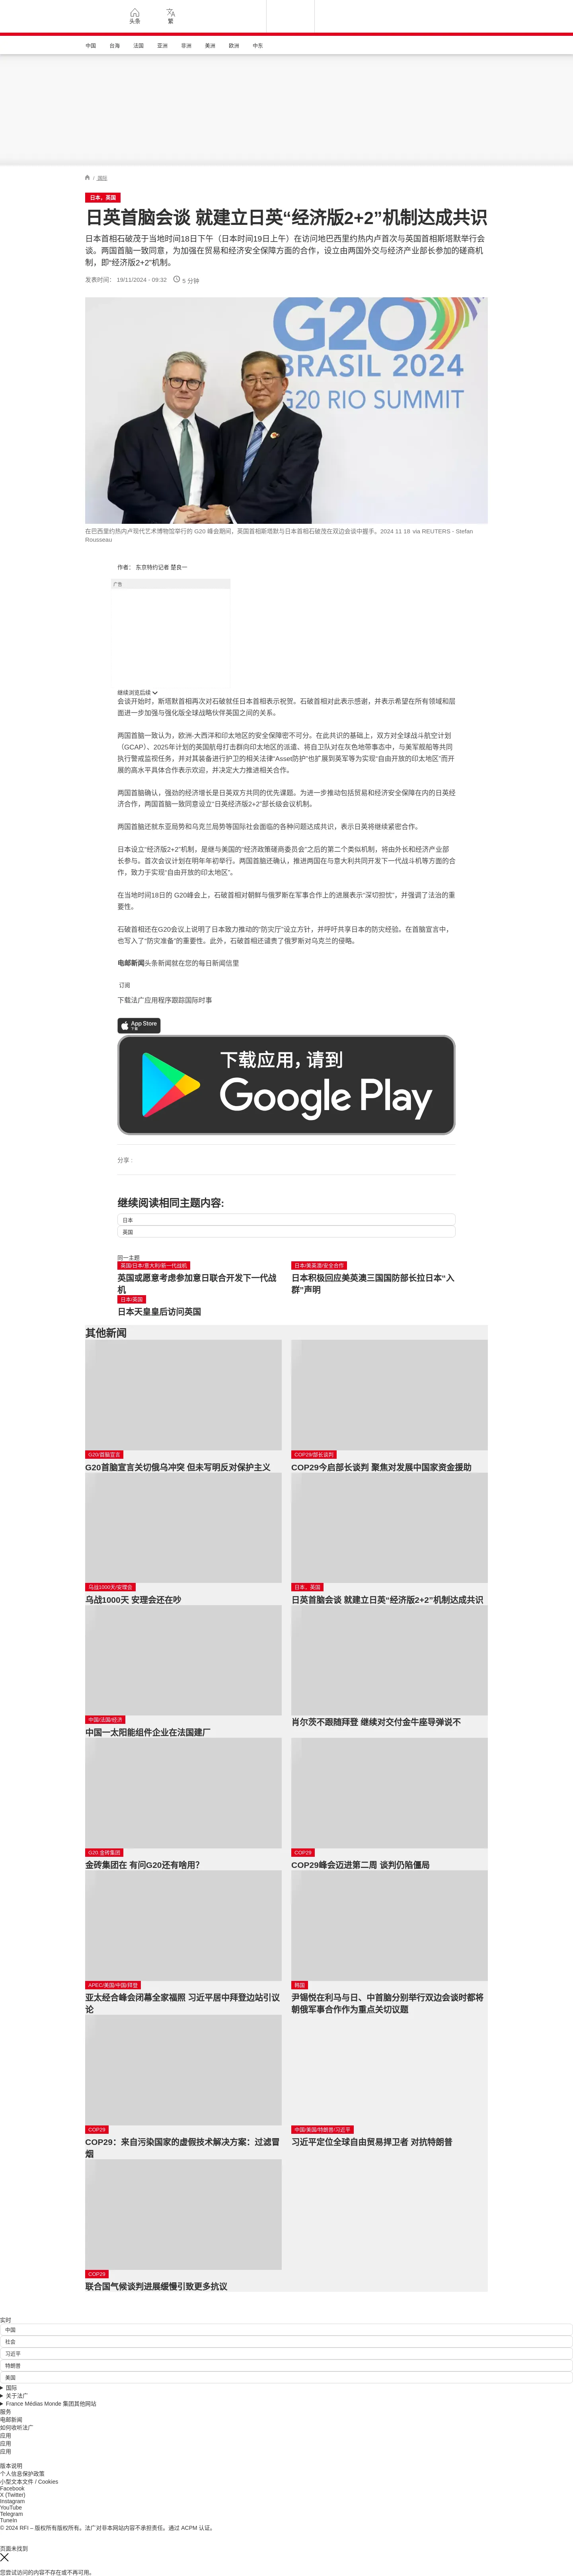 头条
繁
中国 台海 法国 亚洲 非洲 美洲 欧洲 中东
/ 国际
日本，英国
日英首脑会谈 就建立日英“经济版2+2”机制达成共识
日本首相石破茂于当地时间18日下午（日本时间19日上午）在访问地巴西里约热内卢首次与英国首相斯塔默举行会
谈。两国首脑一致同意，为加强在贸易和经济安全保障方面的合作，设立由两国外交与经济产业部长参加的磋商机
制，即“经济版2+2”机制。
发表时间： 19/11/2024 - 09:32 5 分钟
G20
BRASIL 2024
G20 RIO SUMMIT
在巴西里约热内卢现代艺术博物馆举行的 G20 峰会期间，英国首相斯塔默与日本首相石破茂在双边会谈中握手。2024 11 18 via REUTERS - Stefan
Rousseau
作者： 东京特约记者 楚良一
广告
继续浏览后续
会谈开始时，斯塔默首相再次对石破就任日本首相表示祝贺。石破首相对此表示感谢，并表示希望在所有领域和层
面进一步加强与强化版全球战略伙伴英国之间的关系。
两国首脑一致认为，欧洲-大西洋和印太地区的安全保障密不可分。在此共识的基础上，双方对全球战斗航空计划
（GCAP）、2025年计划的英国航母打击群向印太地区的派遣、将自卫队对在灰色地带事态中，与美军舰船等共同
执行警戒监视任务，并对其装备进行护卫的相关法律“Asset防护”也扩展到英军等为实现“自由开放的印太地区”而开
展的高水平具体合作表示欢迎，并决定大力推进相关合作。
两国首脑确认，强劲的经济增长是日英双方共同的优先课题。为进一步推动包括贸易和经济安全保障在内的日英经
济合作，两国首脑一致同意设立“日英经济版2+2”部长级会议机制。
两国首脑还就东亚局势和乌克兰局势等国际社会面临的各种问题达成共识，表示日英将继续紧密合作。
日本设立“经济版2+2”机制，是继与美国的“经济政策磋商委员会”之后的第二个类似机制，将由外长和经济产业部
长参与。首次会议计划在明年年初举行。两国首脑还确认，推进两国在与意大利共同开发下一代战斗机等方面的合
作，致力于实现“自由开放的印太地区”。
在当地时间18日的 G20峰会上，石破首相对朝鲜与俄罗斯在军事合作上的进展表示“深切担忧”，并强调了法治的重
要性。
石破首相还在G20会议上说明了日本致力推动的“防灾厅”设立方针，并呼吁共享日本的防灾经验。在首脑宣言中，
也写入了“防灾准备”的重要性。此外，石破首相还谴责了俄罗斯对乌克兰的侵略。
电邮新闻头条新闻就在您的每日新闻信里
订阅
下载法广应用程序跟踪国际时事
App Store
下载
下载应用，请到
Google Play
分享 :
继续阅读相同主题内容:
日本
英国
同一主题
英国/日本/意大利/新一代战机
英国或愿意考虑参加意日联合开发下一代战
机
日本/美英澳/安全合作
日本积极回应美英澳三国国防部长拉日本“入
群”声明
日本/英国
日本天皇皇后访问英国
其他新闻
G20/首脑宣言
G20首脑宣言关切俄乌冲突 但未写明反对保护主义
COP29/部长谈判
COP29今启部长谈判 聚焦对发展中国家资金援助
乌战1000天/安理会
乌战1000天 安理会还在吵
日本，英国
日英首脑会谈 就建立日英“经济版2+2”机制达成共识
中国/法国/经济
中国一太阳能组件企业在法国建厂
肖尔茨不跟随拜登 继续对交付金牛座导弹说不
G20 金砖集团
金砖集团在 有问G20还有啥用？
COP29
COP29峰会迈进第二周 谈判仍陷僵局
APEC/美国/中国/拜登
亚太经合峰会闭幕全家福照 习近平居中拜登边站引议
论
韩国
尹锡悦在利马与日、中首脑分别举行双边会谈时都将
朝俄军事合作作为重点关切议题
COP29
COP29：来自污染国家的虚假技术解决方案：过滤冒
烟
中国/美国/特朗普/习近平
习近平定位全球自由贸易捍卫者 对抗特朗普
COP29
联合国气候谈判进展缓慢引致更多抗议
实时
中国
社会
习近平
特朗普
美国
国际
关于法广
France Médias Monde 集团其他网站
服务
电邮新闻
如何收听法广
应用
应用
应用
版本说明
个人信息保护政策
小型文本文件 / Cookies
Facebook
X (Twitter)
Instagram
YouTube
Telegram
TuneIn
© 2024 RFI – 版权所有版权所有。法广对非本网站内容不承担责任。通过 ACPM 认证。
页面未找到
您尝试访问的内容不存在或不再可用。